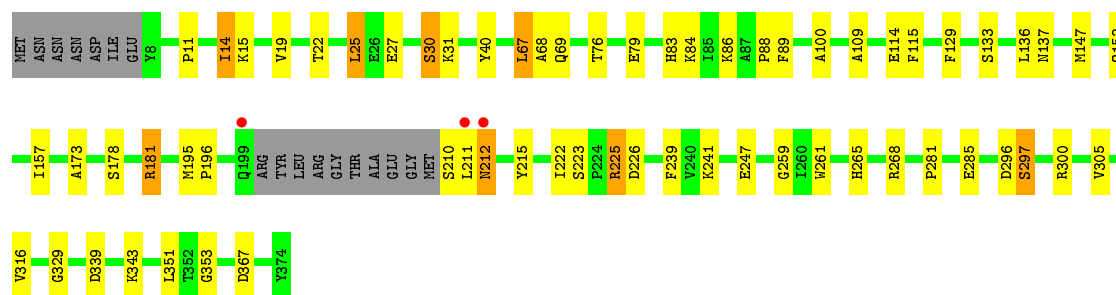 MET ASN ASN ASN ASP ILE GLU Y8 P11 I14 K15 V19 T22 L25 E26 E27 S30 K31 Y40 L67 A68 Q69 T76 E79 H83 K84 I85 K86 A87 P88 F89 A100 A109 E114 F115 F129 S133 L136 N137 M147
I157 A173 S178 R181 M195 P196 Q199 ARG TYR LEU ARG GLY THR ALA GLU GLY MET S210 L211 N212 Y215 I222 S223 P224 R225 D226 F239 V240 K241 E247 G259 I260 W261 H265 R268 P281 E285 D296 S297 R300 V305
V316 G329 D339 K343 L351 T352 G353 D367 Y374